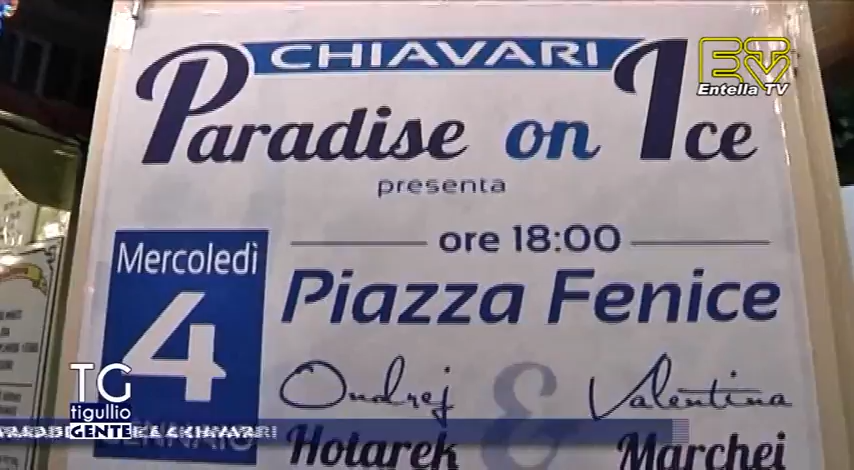 CHIAVARI
Paradise on Ice
presenta
Mercoledì
4
GENNAIO
ore 18:00
Piazza Fenice
Ondrej & Valentina
Hotarek Marchei
Entella TV
TG
tigullio
GENTE